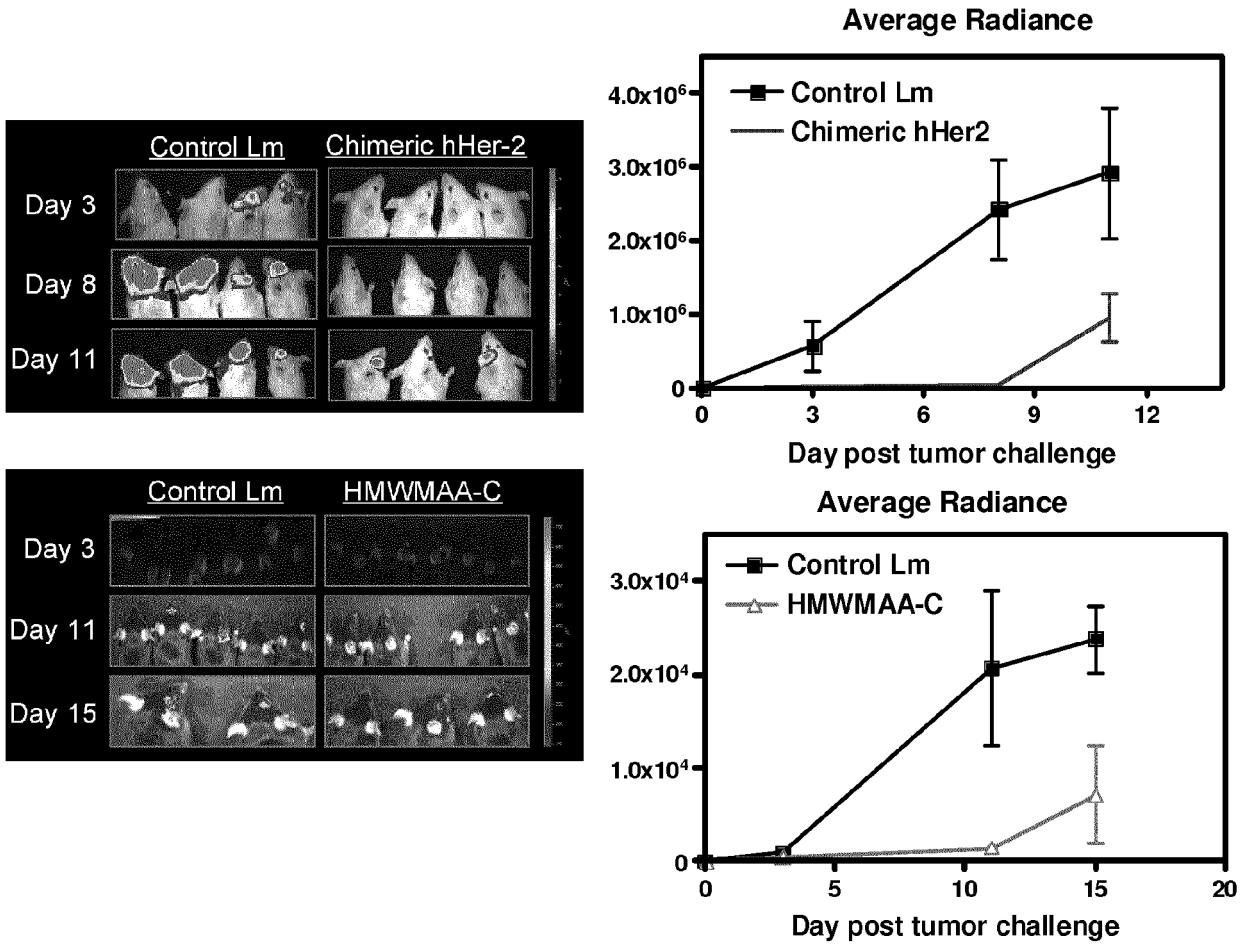 Control Lm Chimeric hHer-2
Day 3
Day 8
Day 11
Average Radiance
4.0x10⁶
3.0x10⁶
2.0x10⁶
1.0x10⁶
0
Control Lm
Chimeric hHer2
0 3 6 9 12
Day post tumor challenge
Control Lm HMWMAA-C
Day 3
Day 11
Day 15
Average Radiance
3.0x10⁴
2.0x10⁴
1.0x10⁴
0
Control Lm
HMWMAA-C
0 5 10 15 20
Day post tumor challenge